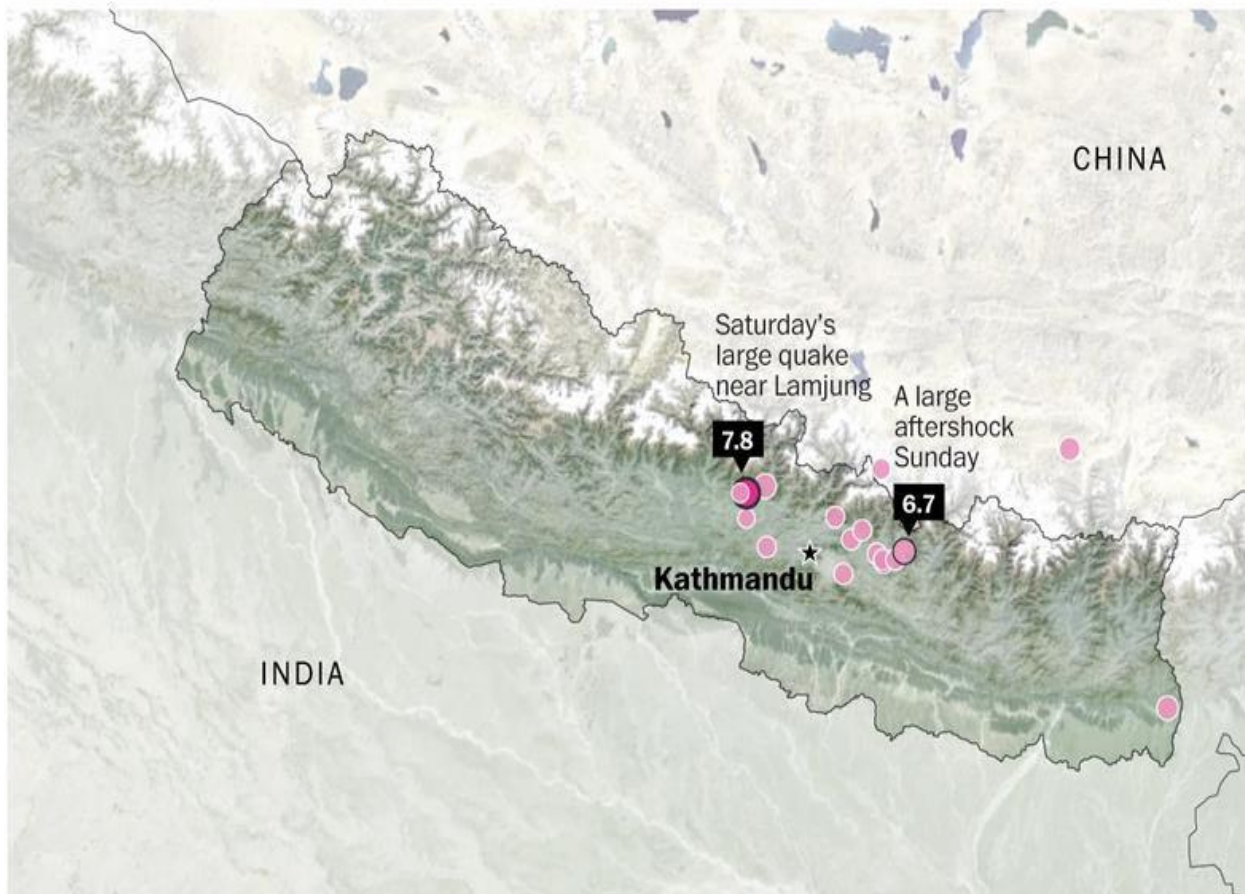 CHINA
Saturday's
large quake
near Lamjung
7.8
A large
aftershock
Sunday
6.7
Kathmandu
INDIA